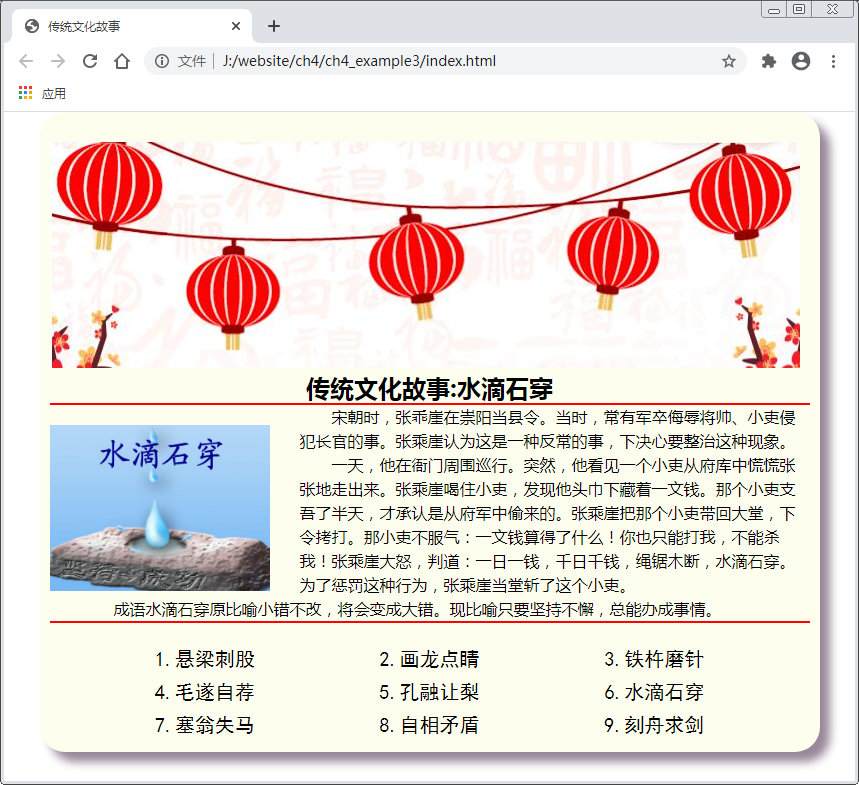 传统文化故事
文件 | J:/website/ch4/ch4_example3/index.html
应用
传统文化故事:水滴石穿
水滴石穿
宋朝时，张乖崖在崇阳当县令。当时，常有军卒侮辱将帅、小吏侵
犯长官的事。张乖崖认为这是一种反常的事，下决心要整治这种现象。
一天，他在衙门周围巡行。突然，他看见一个小吏从府库中慌慌张
张地走出来。张乘崖喝住小吏，发现他头巾下藏着一文钱。那个小吏支
吾了半天，才承认是从府军中偷来的。张乘崖把那个小吏带回大堂，下
令拷打。那小吏不服气：一文钱算得了什么！你也只能打我，不能杀
我！张乘崖大怒，判道：一日一钱，千日千钱，绳锯木断，水滴石穿。
为了惩罚这种行为，张乘崖当堂斩了这个小吏。
成语水滴石穿原比喻小错不改，将会变成大错。现比喻只要坚持不懈，总能办成事情。
1.悬梁刺股 2.画龙点睛 3.铁杵磨针
4.毛遂自荐 5.孔融让梨 6.水滴石穿
7.塞翁失马 8.自相矛盾 9.刻舟求剑